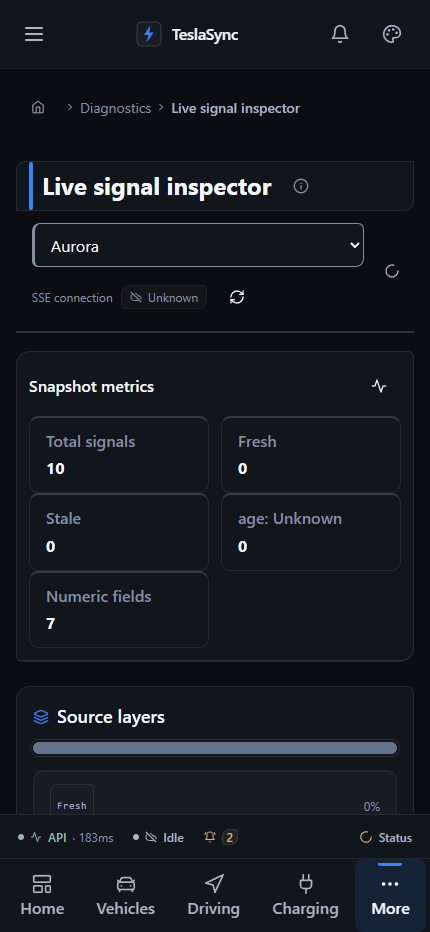 TeslaSync
Diagnostics Live signal inspector
Live signal inspector
Aurora
SSE connection Unknown
Snapshot metrics
Total signals
10
Fresh
0
Stale
0
age: Unknown
0
Numeric fields
7
Source layers
Fresh 0%
API · 183ms Idle 2 Status
Home Vehicles Driving Charging More